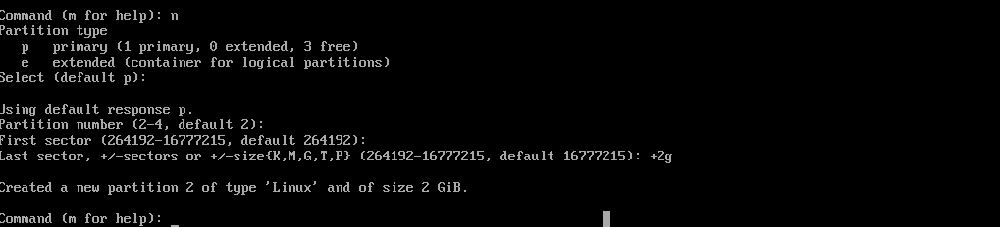 Command (m for help): n
Partition type
   p   primary (1 primary, 0 extended, 3 free)
   e   extended (container for logical partitions)
Select (default p):
Using default response p.
Partition number (2-4, default 2):
First sector (264192-16777215, default 264192):
Last sector, +/-sectors or +/-size{K,M,G,T,P} (264192-16777215, default 16777215): +2g
Created a new partition 2 of type 'Linux' and of size 2 GiB.
Command (m for help):